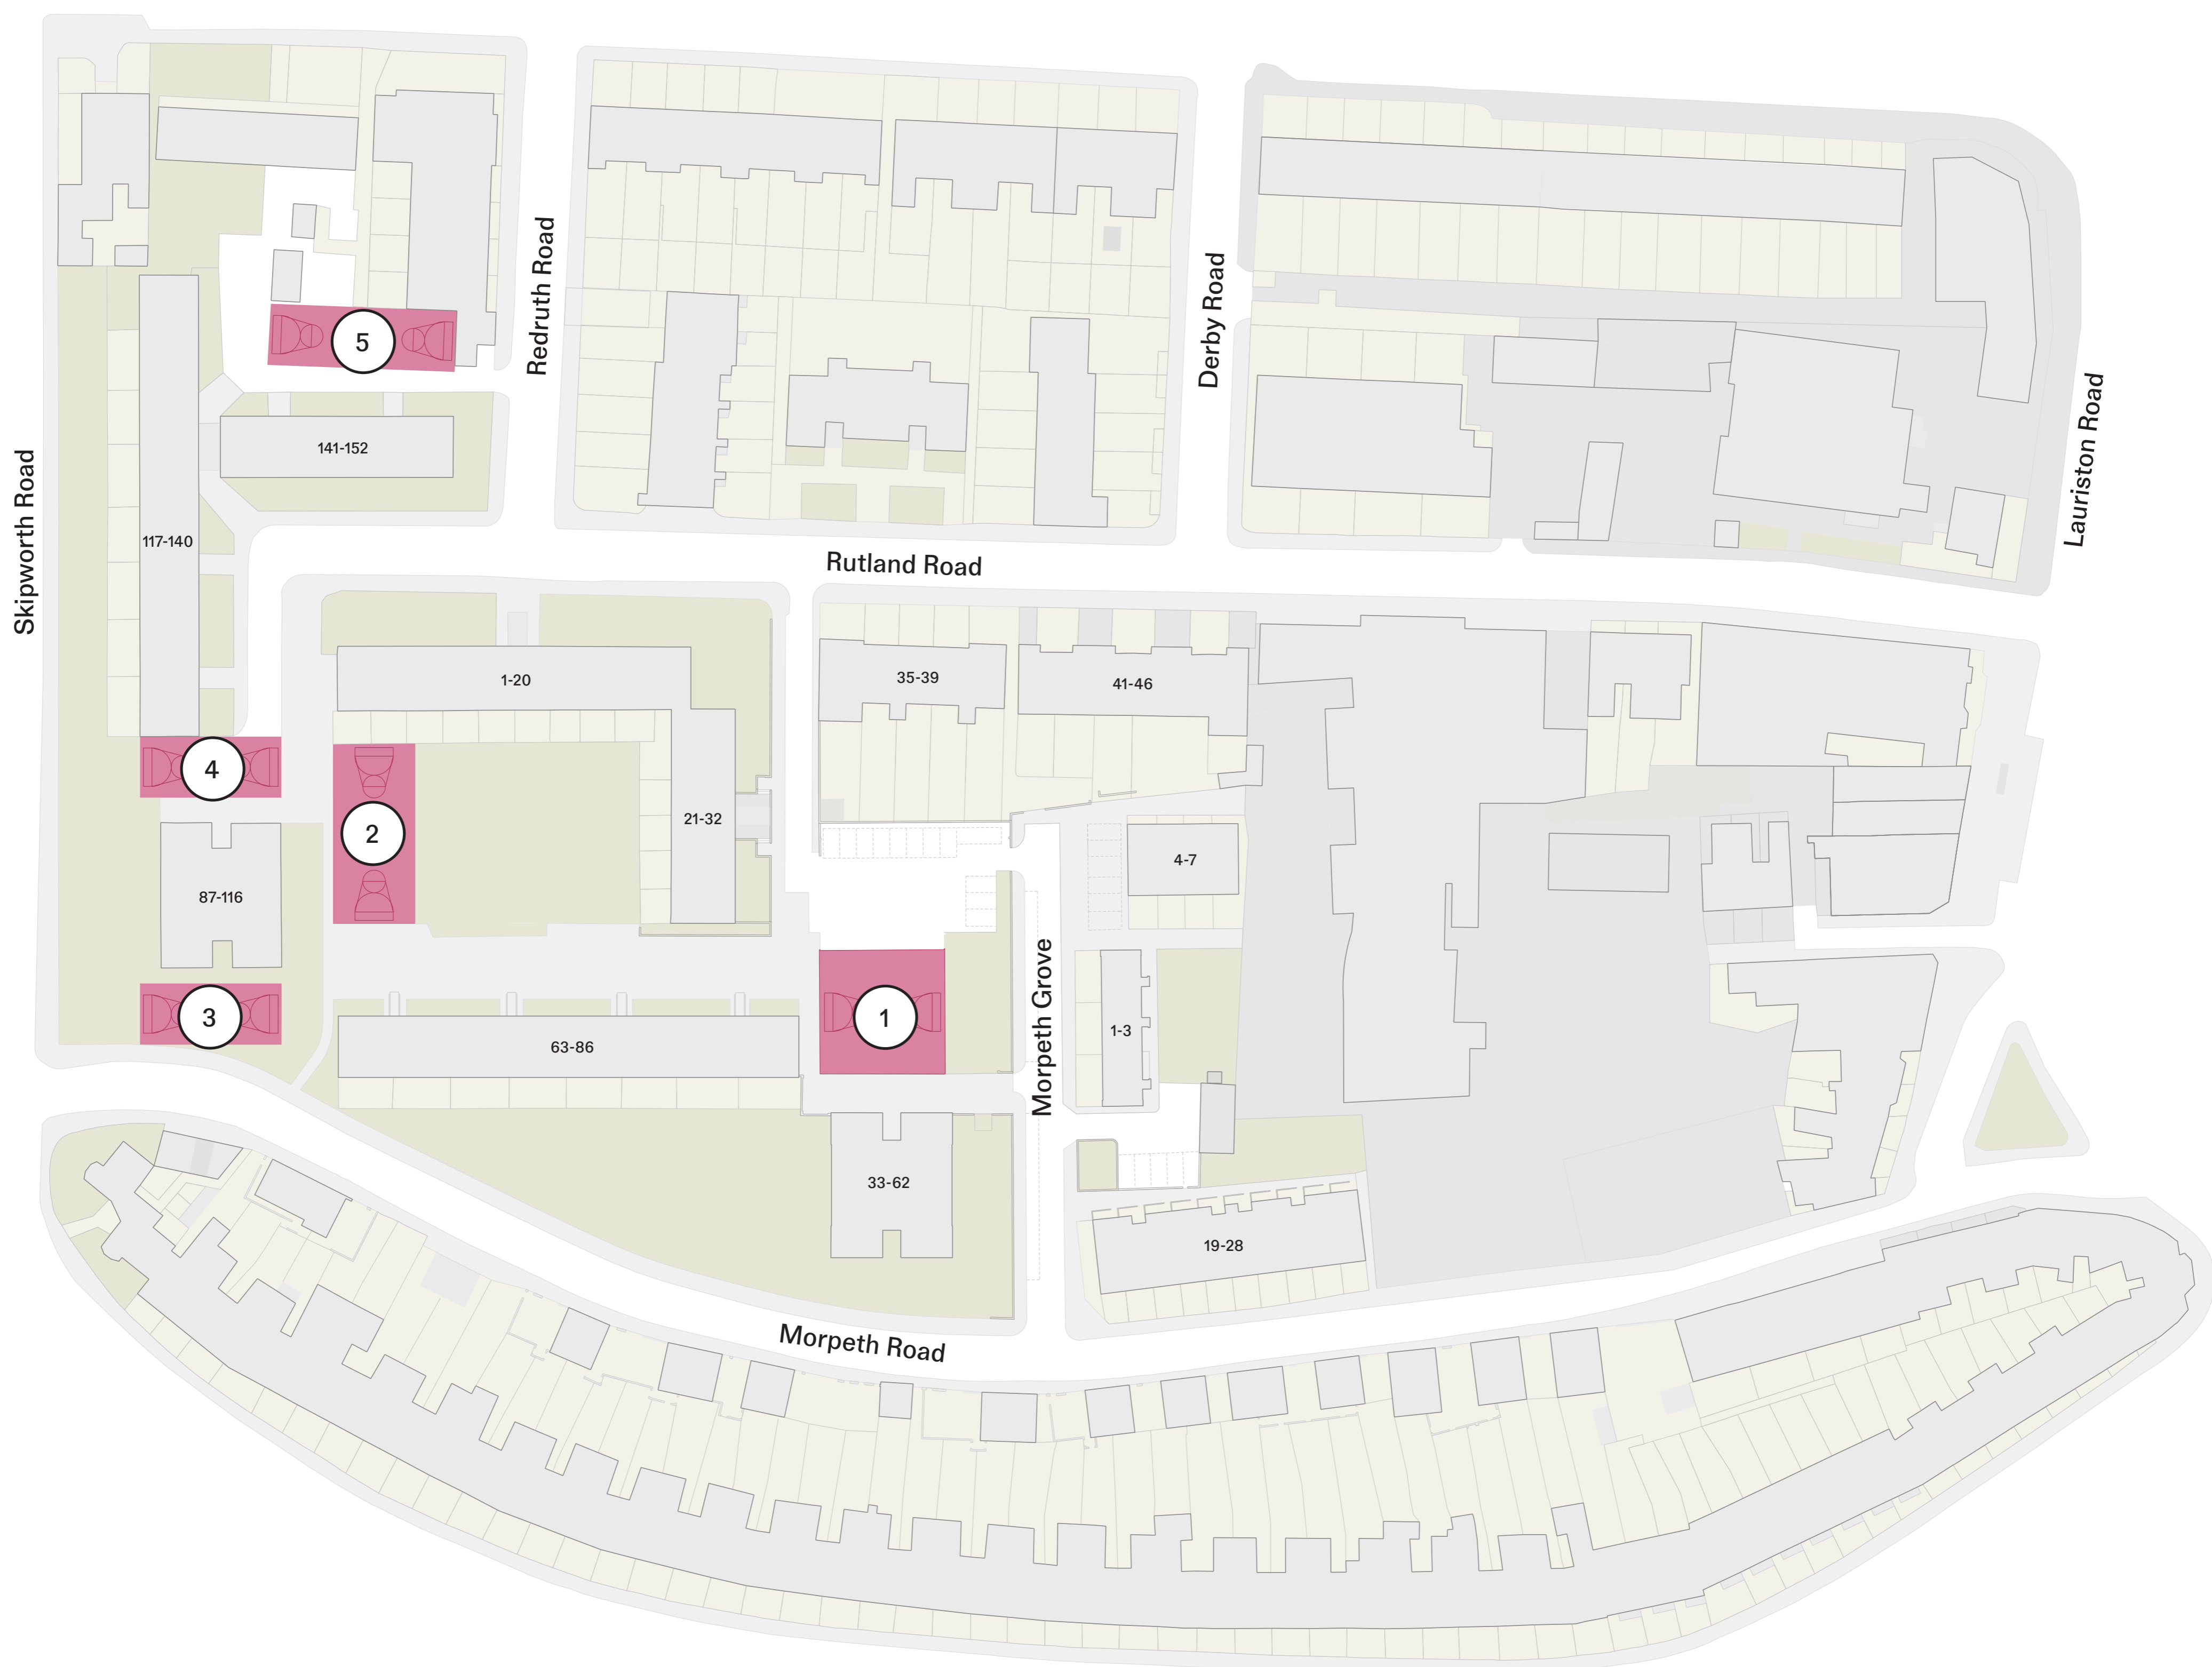 5
Redruth Road
Derby Road
Lauriston Road
141-152
Skipworth Road
117-140
Rutland Road
1-20
35-39
41-46
4
2
21-32
4-7
87-116
3
1
Morpeth Grove
1-3
63-86
33-62
19-28
Morpeth Road